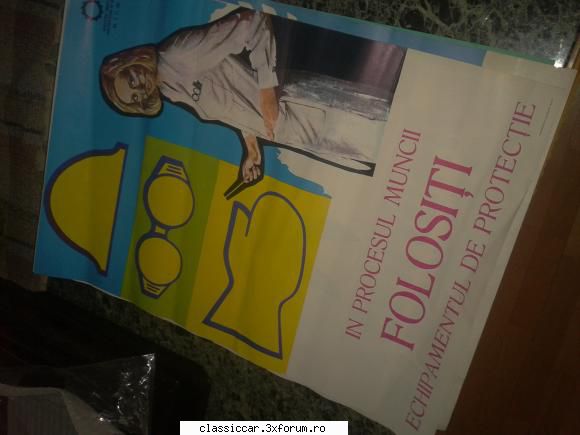 IN PROCESUL MUNCII
FOLOSIȚI
ECHIPAMENTUL DE PROTECȚIE
classiccar.3xforum.ro